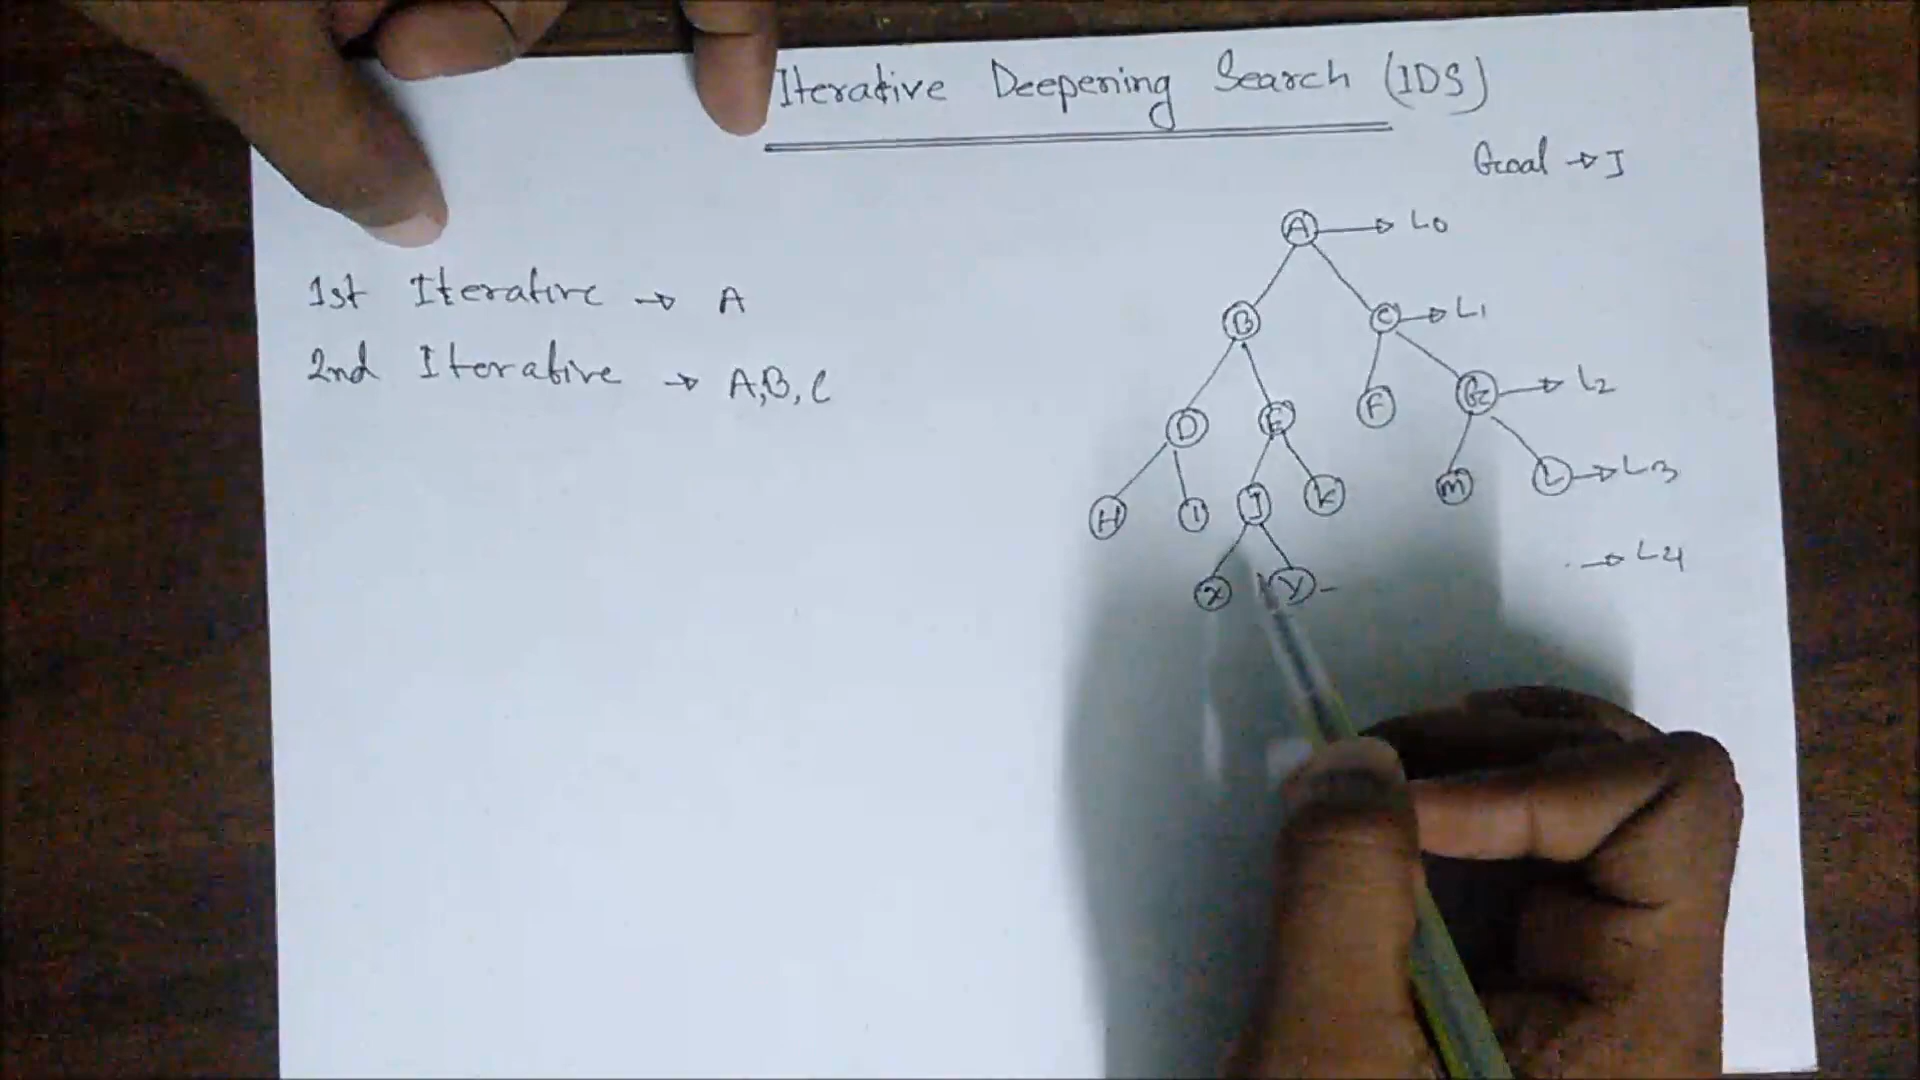 Iterative Deepening Search (IDS)
Goal → J
1st Iterative → A
2nd Iterative → A,B,C
A → L0
B C → L1
D E F G → L2
H I J K M L → L3
X Y - → L4